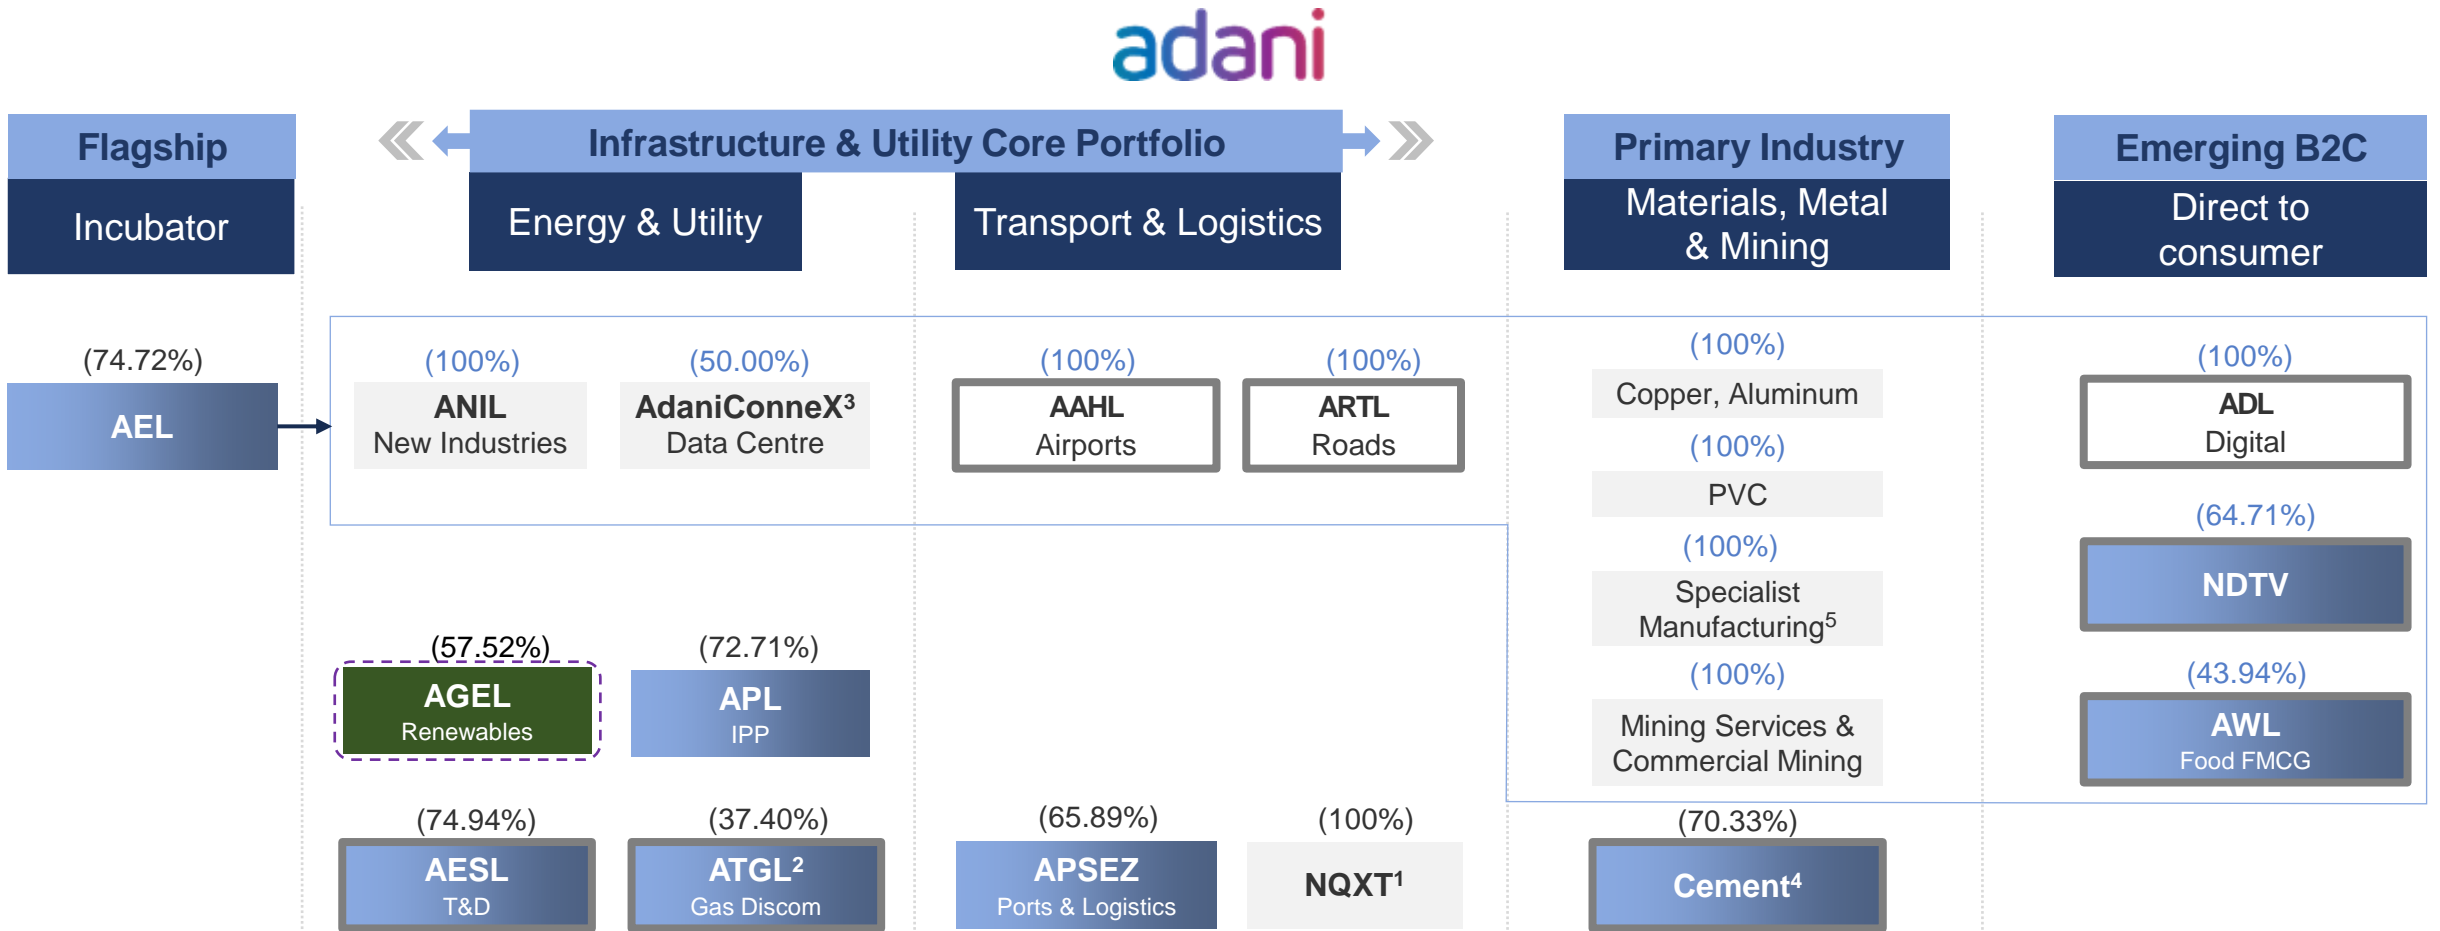 adani
Flagship
Incubator
Infrastructure & Utility Core Portfolio
Energy & Utility
Transport & Logistics
Primary Industry
Materials, Metal
& Mining
Emerging B2C
Direct to
consumer
(74.72%)
AEL
(100%)
ANIL
New Industries
(50.00%)
AdaniConneX³
Data Centre
(100%)
AAHL
Airports
(100%)
ARTL
Roads
(100%)
Copper, Aluminum
(100%)
PVC
(100%)
Specialist
Manufacturing⁵
(100%)
Mining Services &
Commercial Mining
(100%)
ADL
Digital
(64.71%)
NDTV
(43.94%)
AWL
Food FMCG
(57.52%)
AGEL
Renewables
(72.71%)
APL
IPP
(74.94%)
AESL
T&D
(37.40%)
ATGL²
Gas Discom
(65.89%)
APSEZ
Ports & Logistics
(100%)
NQXT¹
(70.33%)
Cement⁴